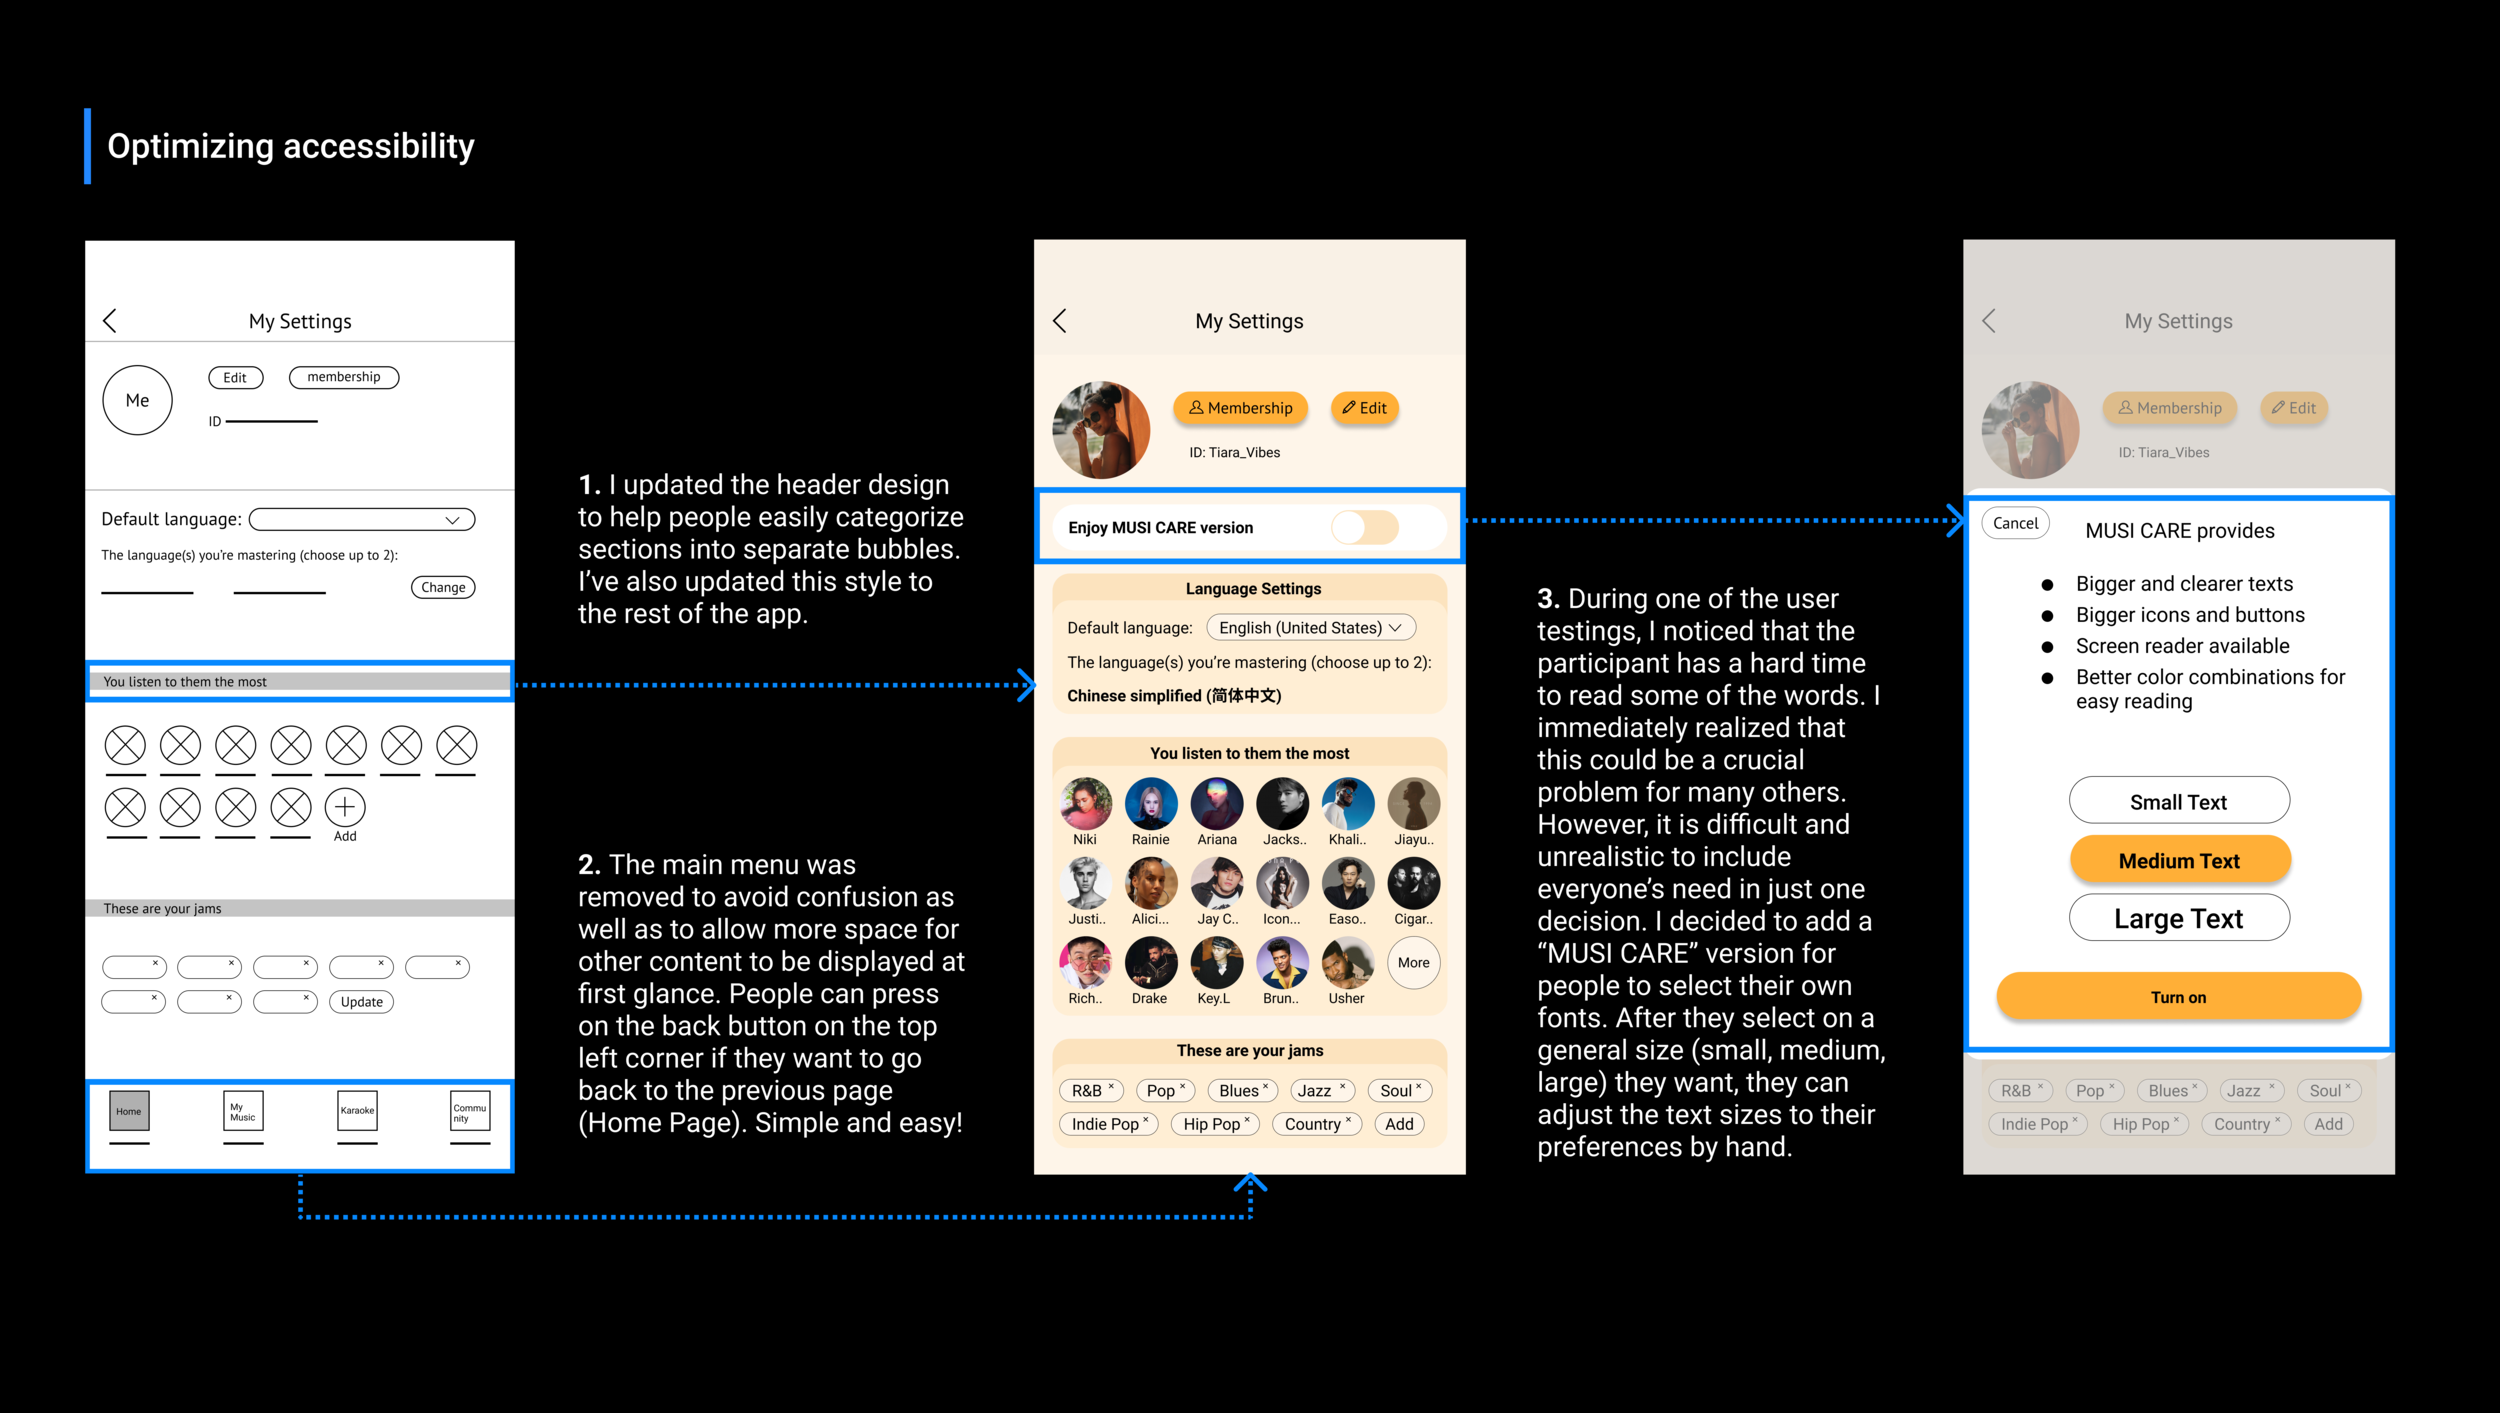 Optimizing accessibility
My Settings
Me
Edit
membership
ID
Default language:
The language(s) you're mastering (choose up to 2):
Change
You listen to them the most
Add
These are your jams
×
×
×
×
×
×
×
×
Update
Home
My
Music
Karaoke
Commu
nity
1. I updated the header design
to help people easily categorize
sections into separate bubbles.
I've also updated this style to
the rest of the app.
2. The main menu was
removed to avoid confusion as
well as to allow more space for
other content to be displayed at
first glance. People can press
on the back button on the top
left corner if they want to go
back to the previous page
(Home Page). Simple and easy!
My Settings
Membership
Edit
ID: Tiara_Vibes
Enjoy MUSI CARE version
Language Settings
Default language: English (United States)
The language(s) you're mastering (choose up to 2):
Chinese simplified (简体中文)
You listen to them the most
Niki Rainie Ariana Jacks.. Khali.. Jiayu..
Justi.. Alici... Jay C.. Icon... Easo.. Cigar..
Rich.. Drake Key.L Brun.. Usher More
These are your jams
R&B × Pop × Blues × Jazz × Soul ×
Indie Pop × Hip Pop × Country × Add
3. During one of the user
testings, I noticed that the
participant has a hard time
to read some of the words. I
immediately realized that
this could be a crucial
problem for many others.
However, it is difficult and
unrealistic to include
everyone's need in just one
decision. I decided to add a
“MUSI CARE” version for
people to select their own
fonts. After they select on a
general size (small, medium,
large) they want, they can
adjust the text sizes to their
preferences by hand.
My Settings
Membership
Edit
ID: Tiara_Vibes
Cancel
MUSI CARE provides
● Bigger and clearer texts
● Bigger icons and buttons
● Screen reader available
● Better color combinations for
easy reading
Small Text
Medium Text
Large Text
Turn on
R&B × Pop × Blues × Jazz × Soul ×
Indie Pop × Hip Pop × Country × Add